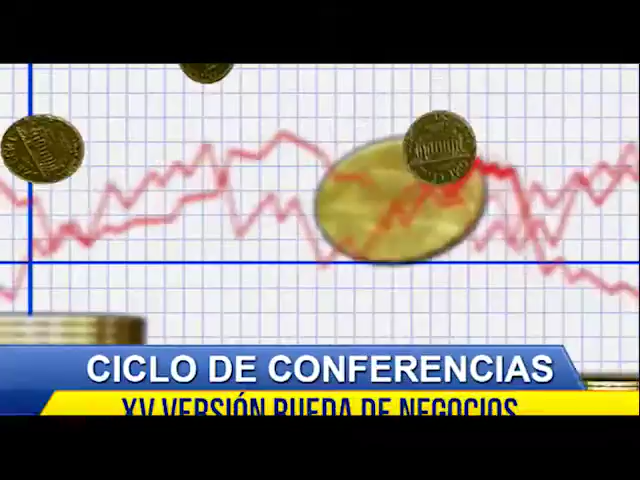 CICLO DE CONFERENCIAS
XV VERSIÓN RUEDA DE NEGOCIOS